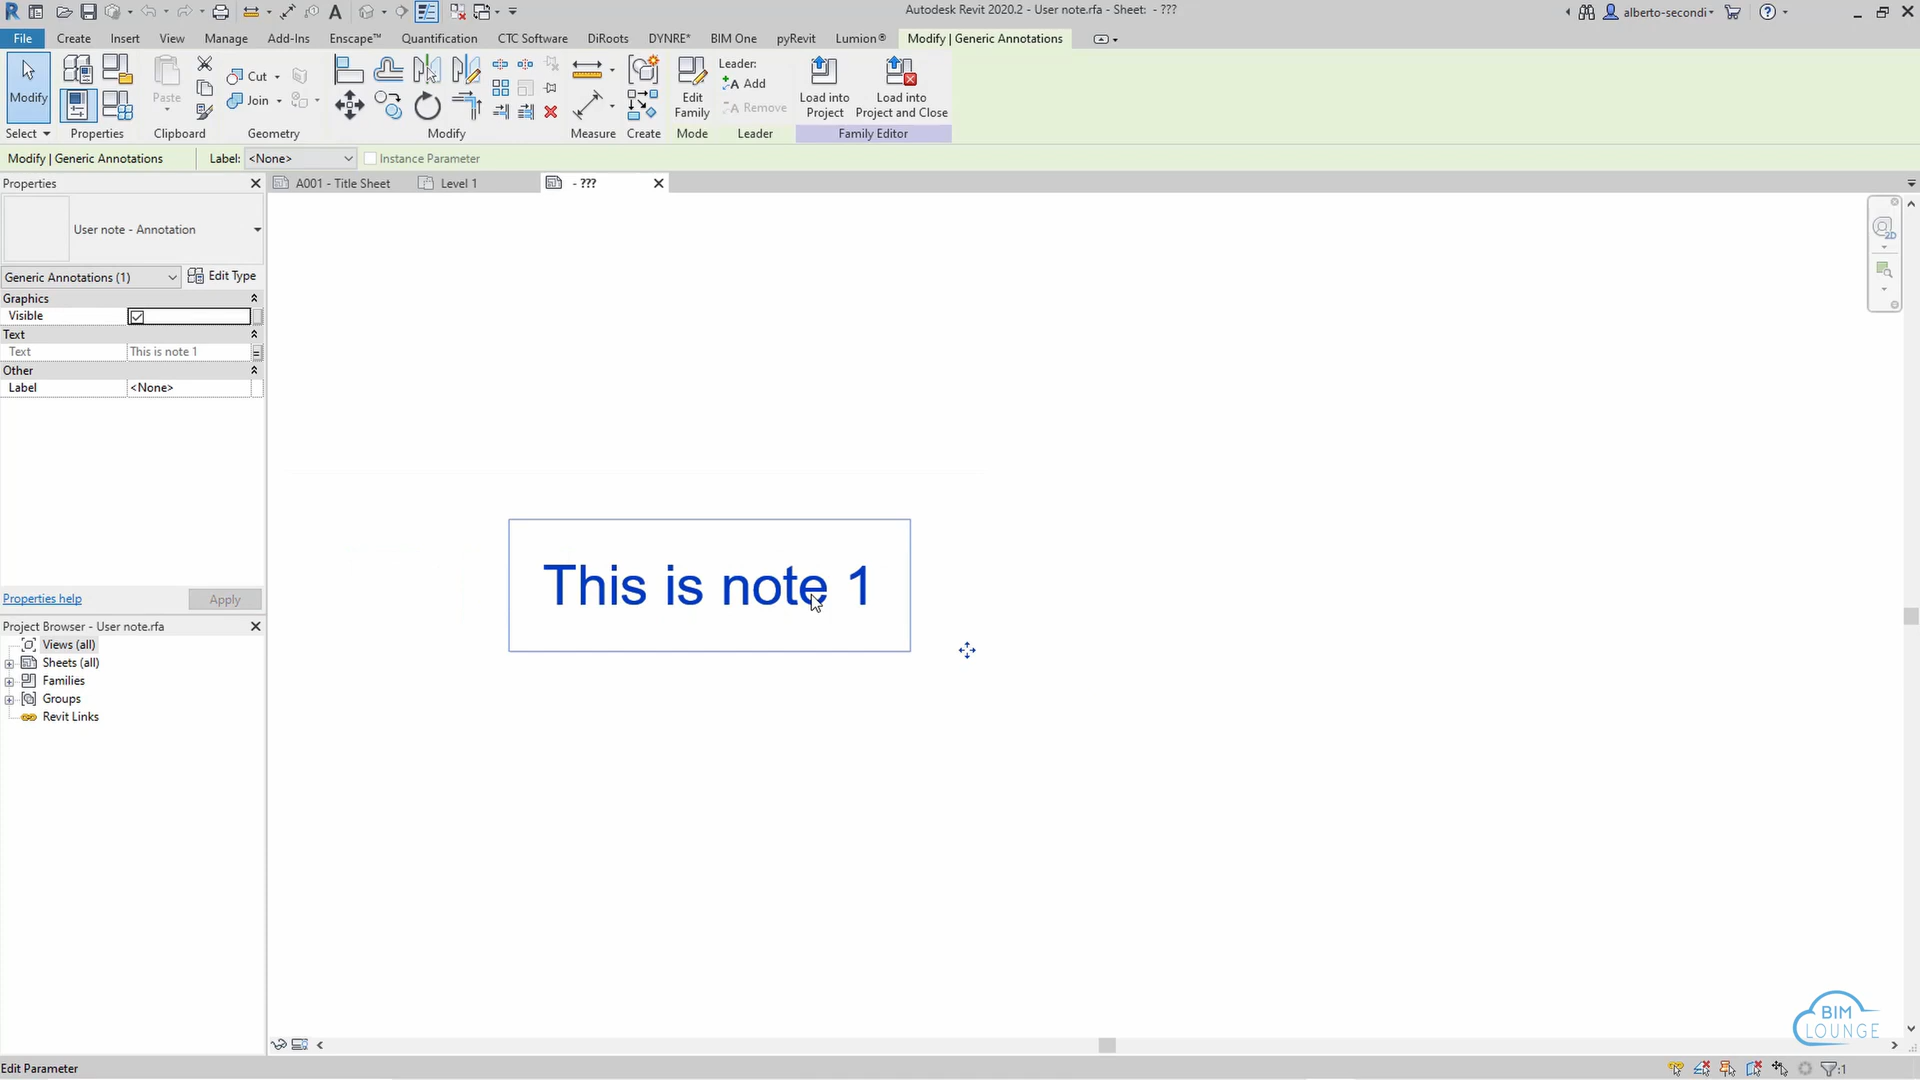 Autodesk Revit 2020.2 - User note.rfa - Sheet: - ???
alberto-secondi
File
Create
Insert
View
Manage
Add-Ins
Enscape™
Quantification
CTC Software
DiRoots
DYNRE*
BIM One
pyRevit
Lumion®
Modify | Generic Annotations
Modify
Paste
Cut
Join
Edit
Family
Leader:
Add
Remove
Load into
Project
Load into
Project and Close
Select
Properties
Clipboard
Geometry
Modify
Measure
Create
Mode
Leader
Family Editor
Modify | Generic Annotations
Label:
<None>
Instance Parameter
Properties
A001 - Title Sheet
Level 1
- ???
User note - Annotation
Generic Annotations (1)
Edit Type
Graphics
Visible
Text
Text
This is note 1
Other
Label
<None>
This is note 1
Properties help
Apply
Project Browser - User note.rfa
Views (all)
Sheets (all)
Families
Groups
Revit Links
BIM
LOUNGE
Edit Parameter
:1
2D